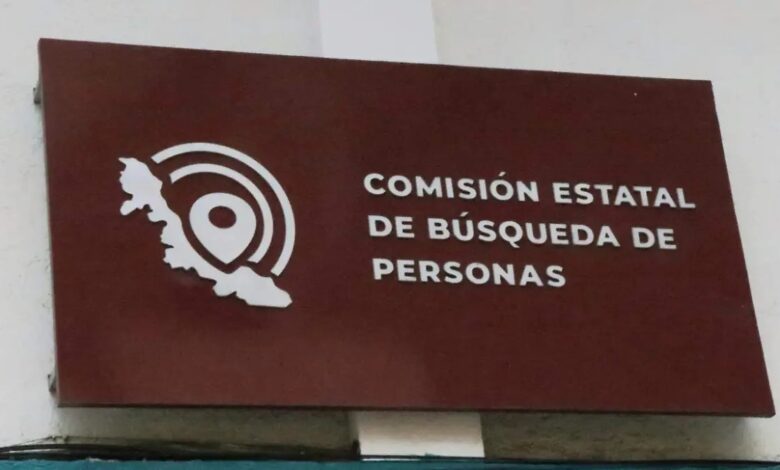 COMISIÓN ESTATAL
DE BÚSQUEDA DE
PERSONAS